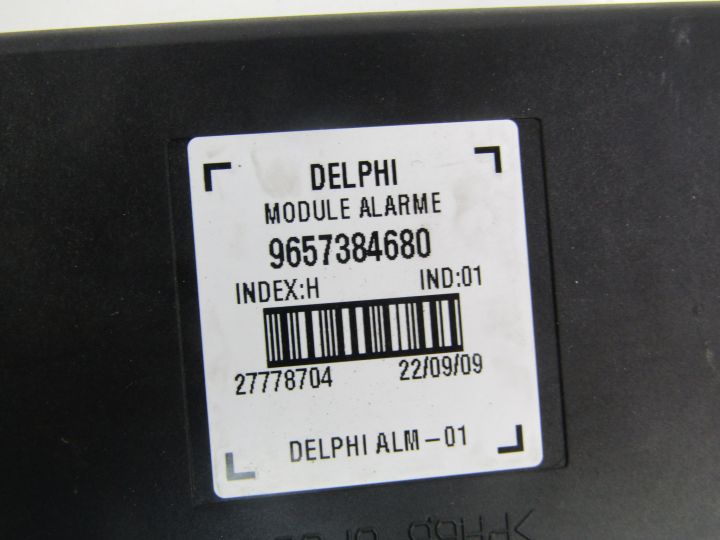 DELPHI
MODULE ALARME
9657384680
INDEX:H IND:01
27778704 22/09/09
DELPHI ALM-01